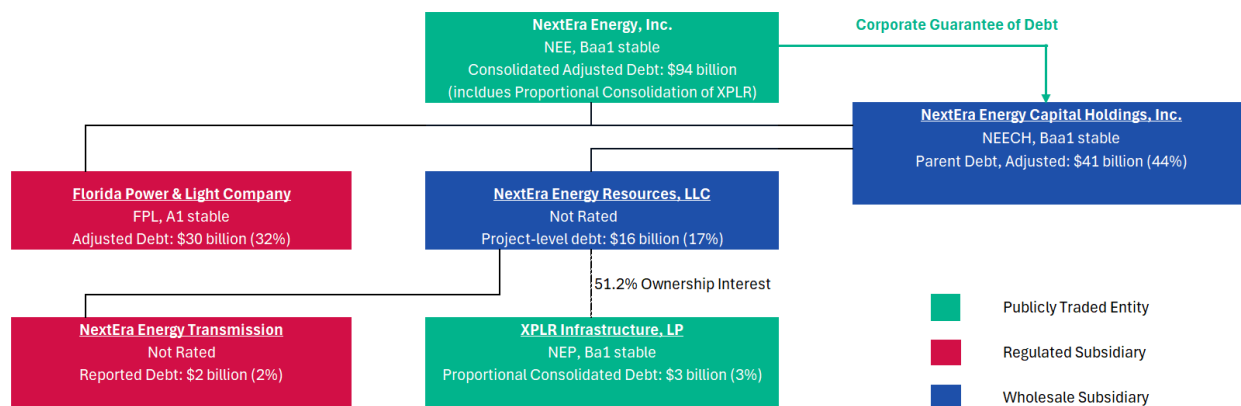 NextEra Energy, Inc.
NEE, Baa1 stable
Consolidated Adjusted Debt: $94 billion
(incldues Proportional Consolidation of XPLR)
Corporate Guarantee of Debt
NextEra Energy Capital Holdings, Inc.
NEECH, Baa1 stable
Parent Debt, Adjusted: $41 billion (44%)
Florida Power & Light Company
FPL, A1 stable
Adjusted Debt: $30 billion (32%)
NextEra Energy Resources, LLC
Not Rated
Project-level debt: $16 billion (17%)
51.2% Ownership Interest
NextEra Energy Transmission
Not Rated
Reported Debt: $2 billion (2%)
XPLR Infrastructure, LP
NEP, Ba1 stable
Proportional Consolidated Debt: $3 billion (3%)
Publicly Traded Entity
Regulated Subsidiary
Wholesale Subsidiary